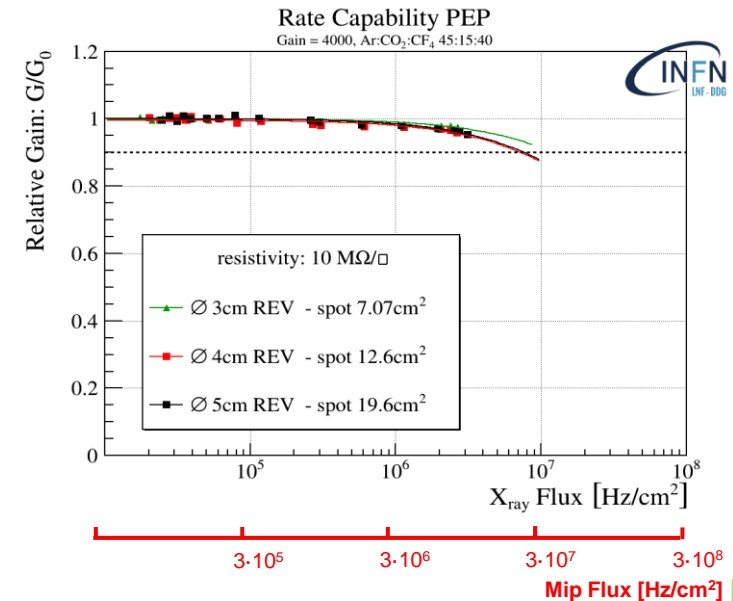 Rate Capability PEP
Gain = 4000, Ar:CO₂:CF₄ 45:15:40
INFN
LNF - DDG
Relative Gain: G/G₀
1.2
1
0.8
0.6
0.4
0.2
0
resistivity: 10 MΩ/□
∅ 3cm REV - spot 7.07cm²
∅ 4cm REV - spot 12.6cm²
∅ 5cm REV - spot 19.6cm²
10⁵ 10⁶ 10⁷ 10⁸
X_ray Flux [Hz/cm²]
3·10⁵ 3·10⁶ 3·10⁷ 3·10⁸
Mip Flux [Hz/cm²]